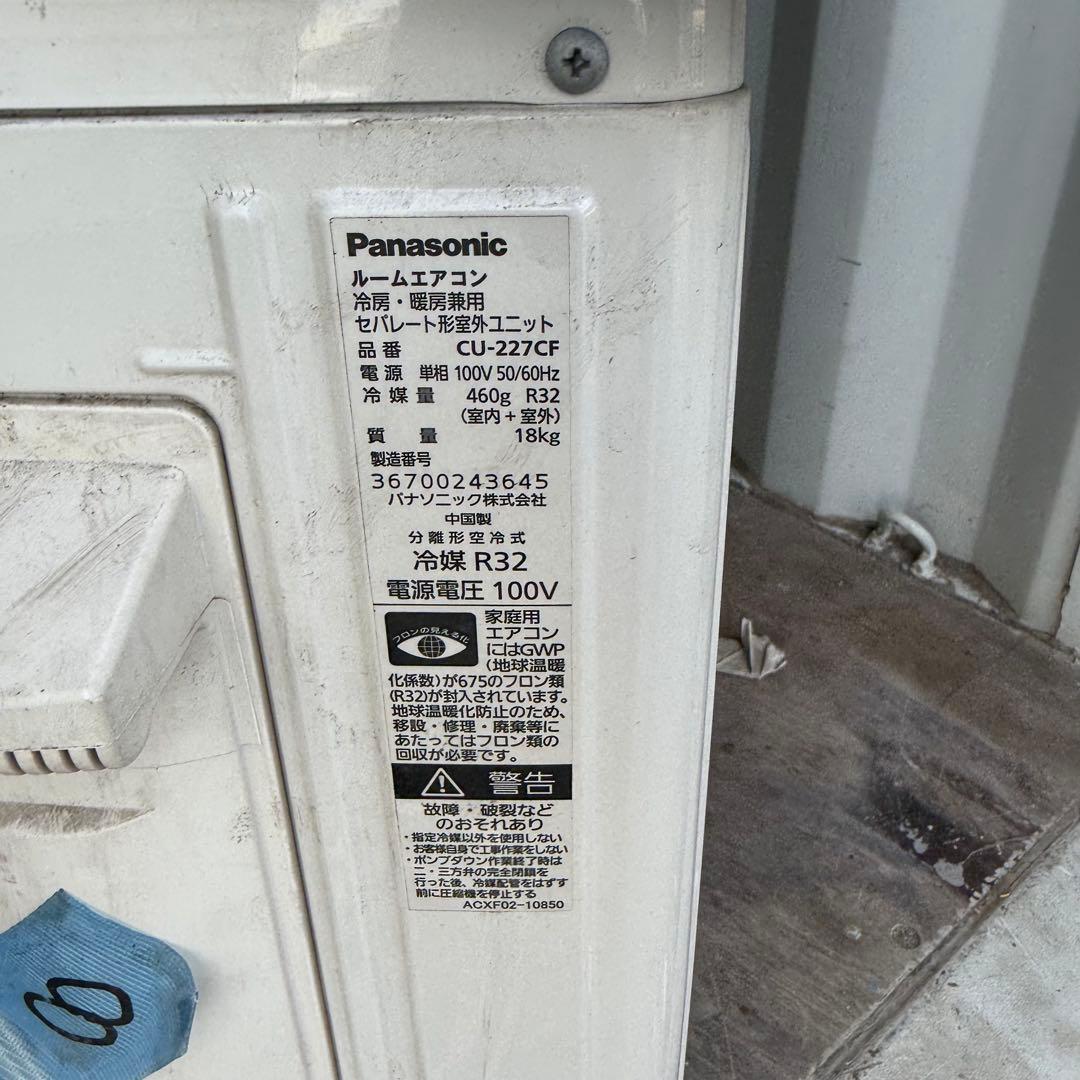 Panasonic
ルームエアコン
冷房・暖房兼用
セパレート形室外ユニット
品番 CU-227CF
電源 単相 100V 50/60Hz
冷媒量 460g R32
(室内+室外)
質量 18kg
製造番号
36700243645
パナソニック株式会社
中国製
分離形空冷式
冷媒 R32
電源電圧 100V
フロンの見える化
家庭用
エアコン
にはGWP
(地球温暖
化係数)が675のフロン類
(R32)が封入されています。
地球温暖化防止のため、
移設・修理・廃棄等に
あたってはフロン類の
回収が必要です。
警告
故障・破裂など
のおそれあり
・指定冷媒以外を使用しない
・お客様自身で工事作業をしない
・ポンプダウン作業終了時は
二・三方弁の完全閉鎖を
行った後、冷媒配管をはずす
前に圧縮機を停止する
ACXF02-10850
8